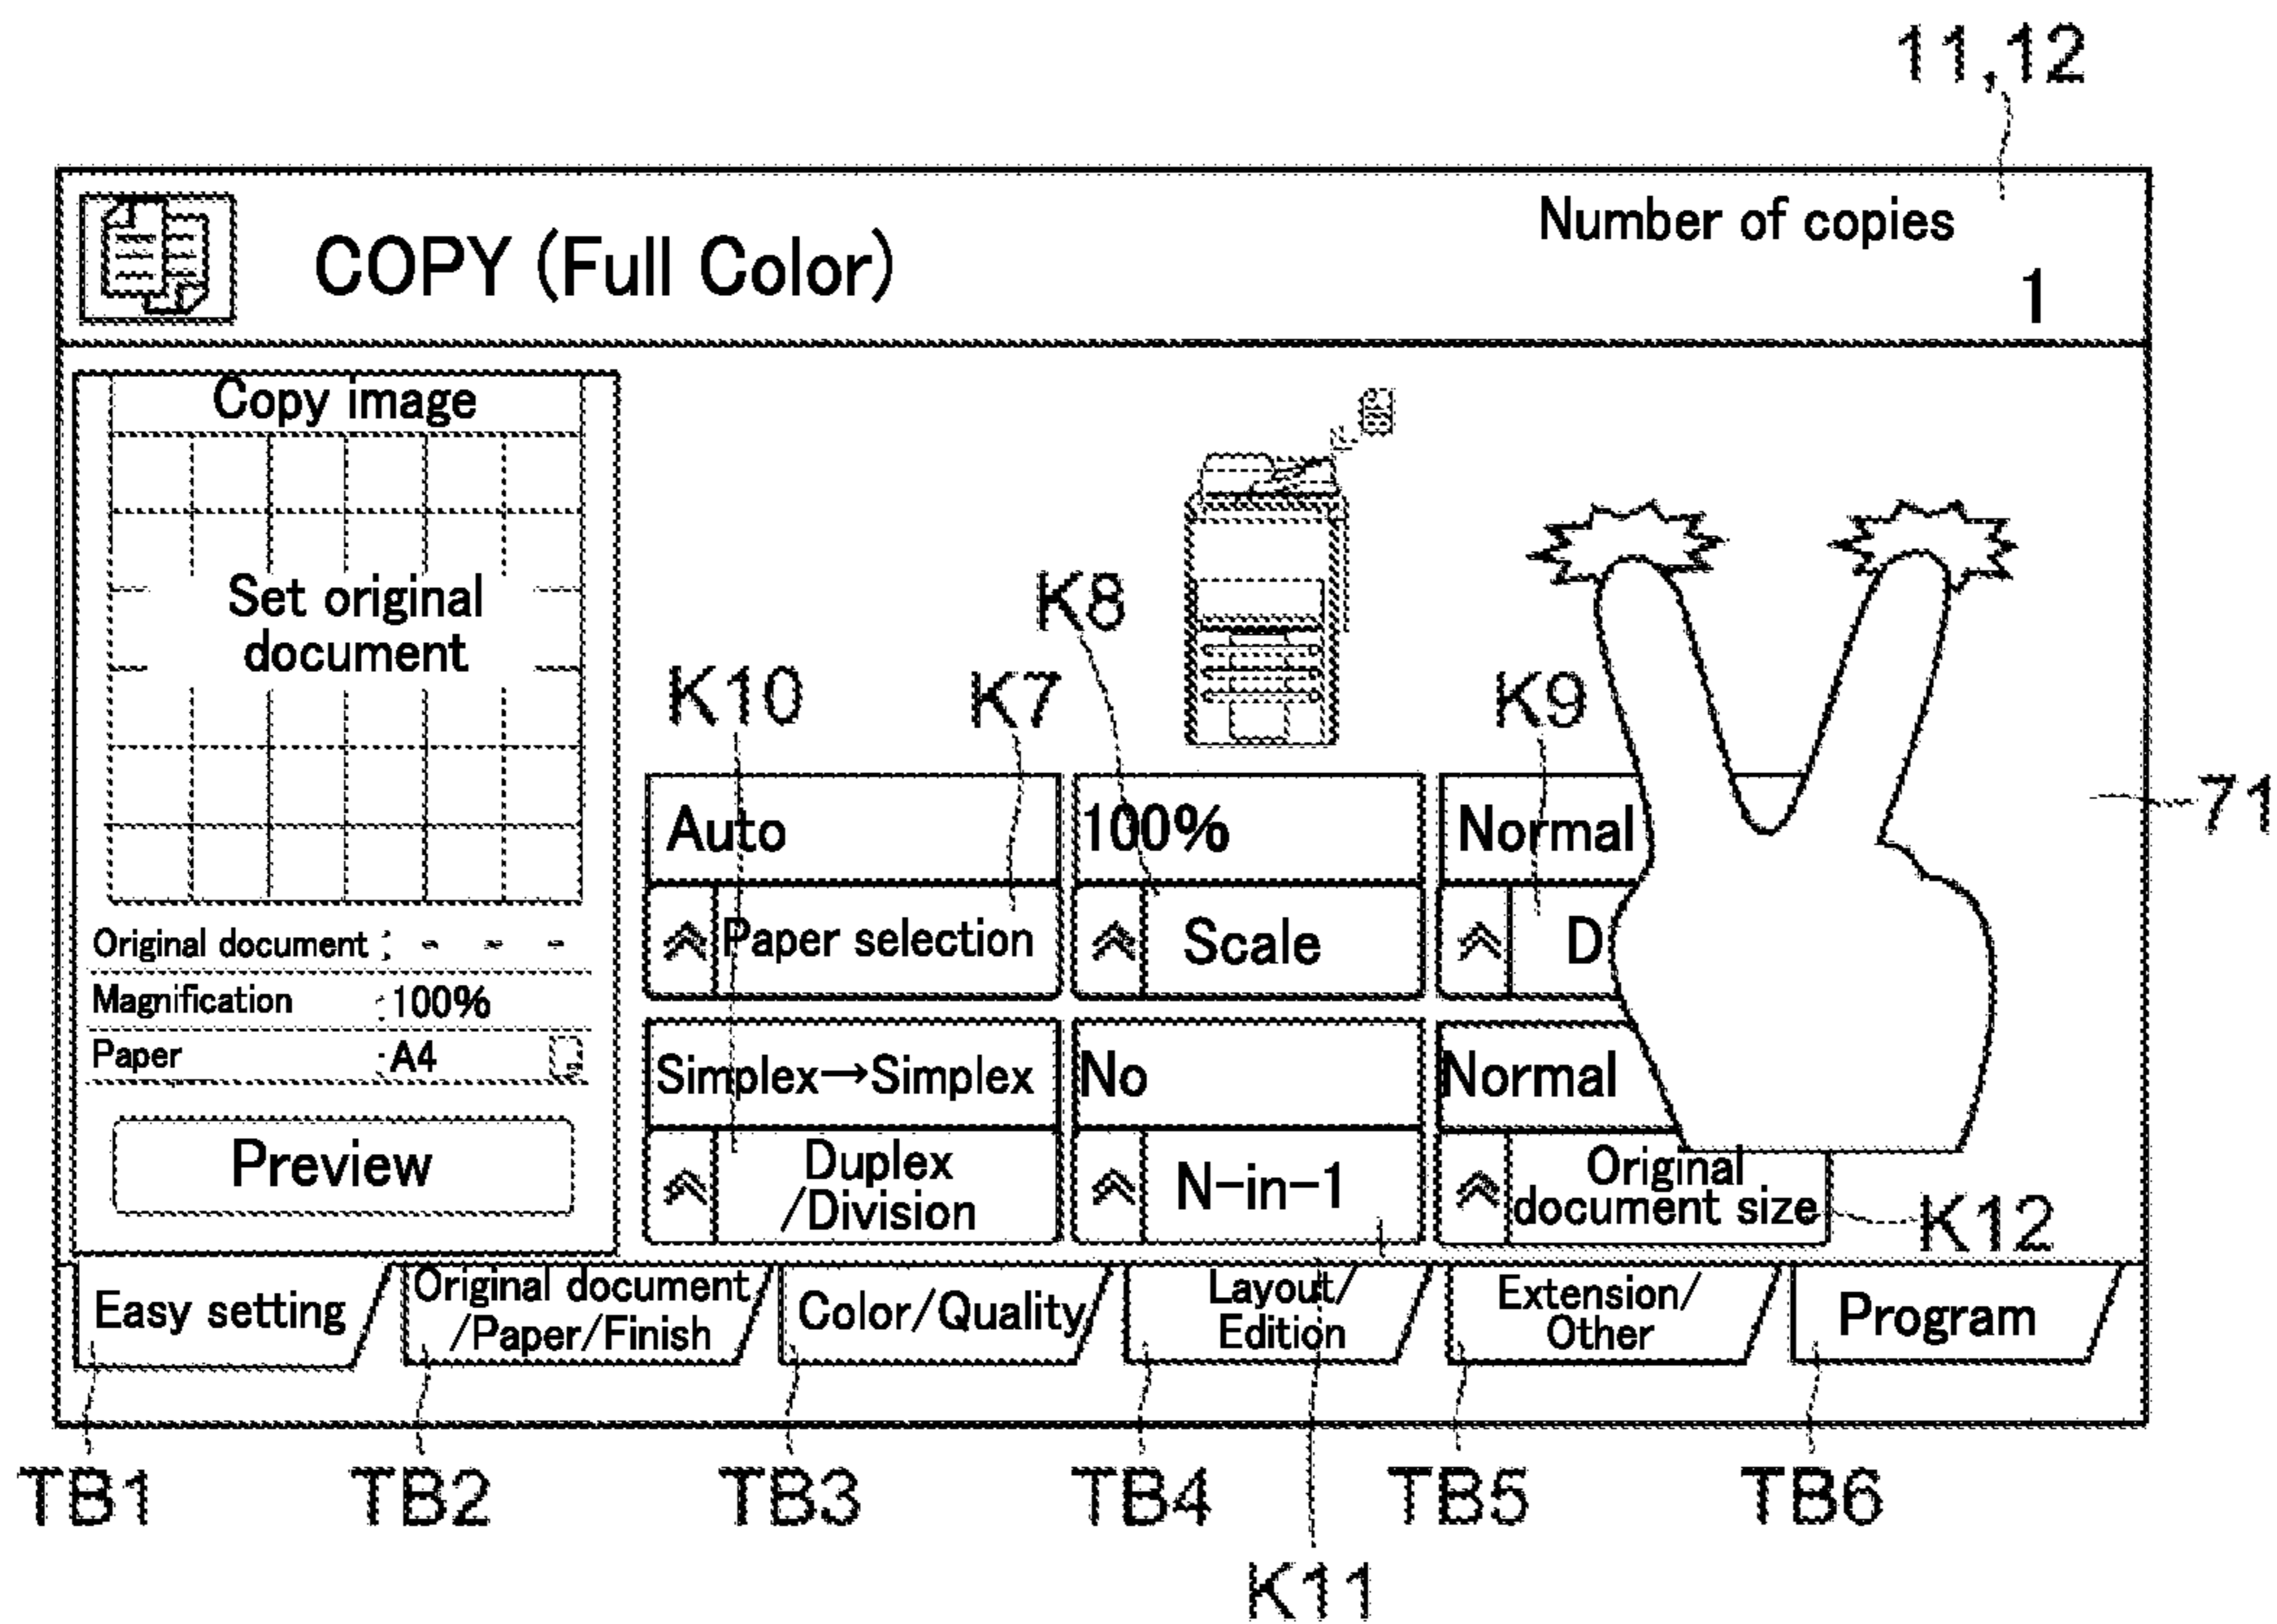 11,12
COPY (Full Color)
Number of copies
1
Copy image
Set original
document
Original document : - - -
Magnification : 100%
Paper : A4
Preview
K8
K10
K7
K9
71
Auto
100%
Normal
Paper selection
Scale
D
Simplex→Simplex
No
Normal
Duplex
/Division
N-in-1
Original
document size
K12
Easy setting
Original document
/Paper/Finish
Color/Quality
Layout/
Edition
Extension/
Other
Program
TB1
TB2
TB3
TB4
TB5
TB6
K11